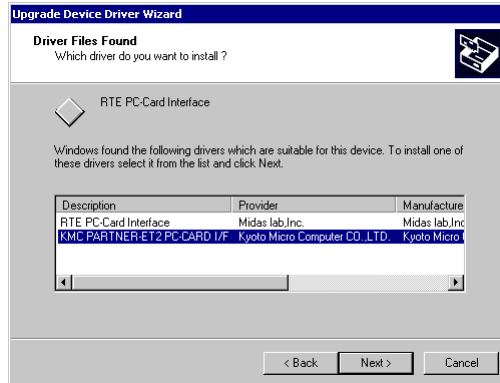 Upgrade Device Driver Wizard
Driver Files Found
Which driver do you want to install ?
RTE PC-Card Interface
Windows found the following drivers which are suitable for this device. To install one of
these drivers select it from the list and click Next.
Description Provider Manufacture
RTE PC-Card Interface Midas lab,Inc. Midas lab,Inc
KMC PARTNER-ET2 PC-CARD I/F Kyoto Micro Computer CO.,LTD. Kyoto Micro
< Back Next > Cancel